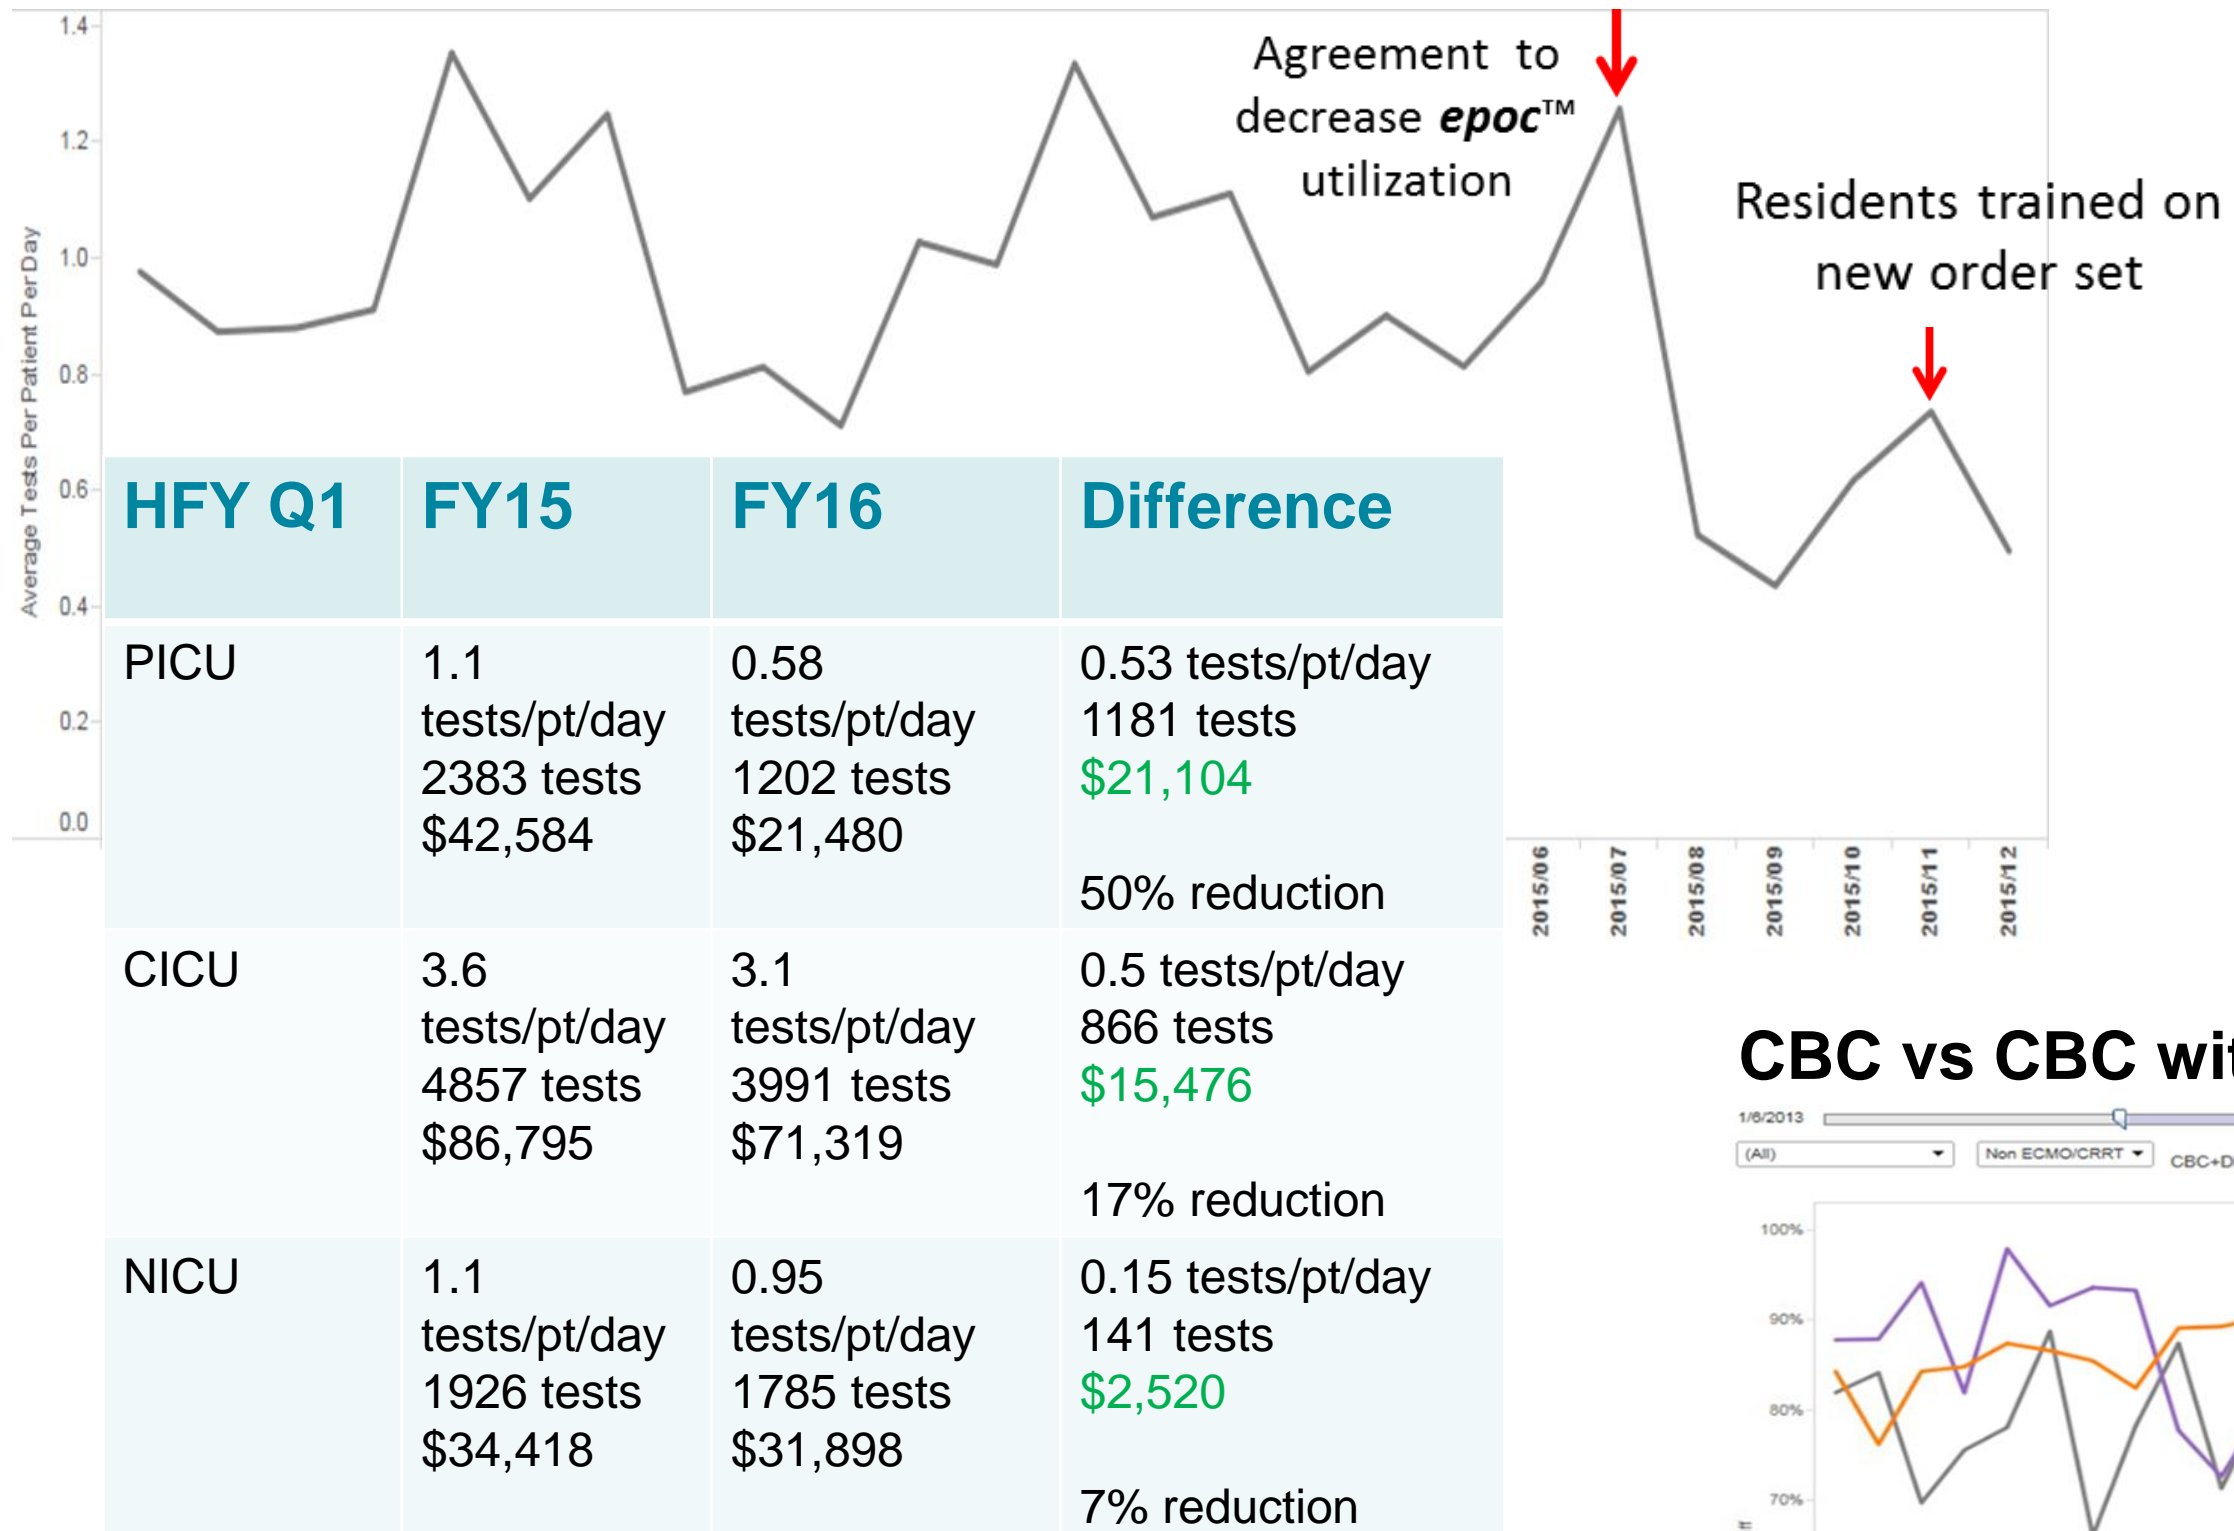 1.4
1.2
1.0
0.8
0.6
0.4
0.2
0.0
Average Tests Per Patient Per Day
Agreement to
decrease epoc™
utilization
Residents trained on
new order set
2015/06
2015/07
2015/08
2015/09
2015/10
2015/11
2015/12
HFY Q1
FY15
FY16
Difference
PICU
1.1
tests/pt/day
2383 tests
$42,584
0.58
tests/pt/day
1202 tests
$21,480
0.53 tests/pt/day
1181 tests
$21,104
50% reduction
CICU
3.6
tests/pt/day
4857 tests
$86,795
3.1
tests/pt/day
3991 tests
$71,319
0.5 tests/pt/day
866 tests
$15,476
17% reduction
NICU
1.1
tests/pt/day
1926 tests
$34,418
0.95
tests/pt/day
1785 tests
$31,898
0.15 tests/pt/day
141 tests
$2,520
7% reduction
CBC vs CBC
1/6/2013
(All)
Non ECMO/CRRT
100%
90%
80%
70%